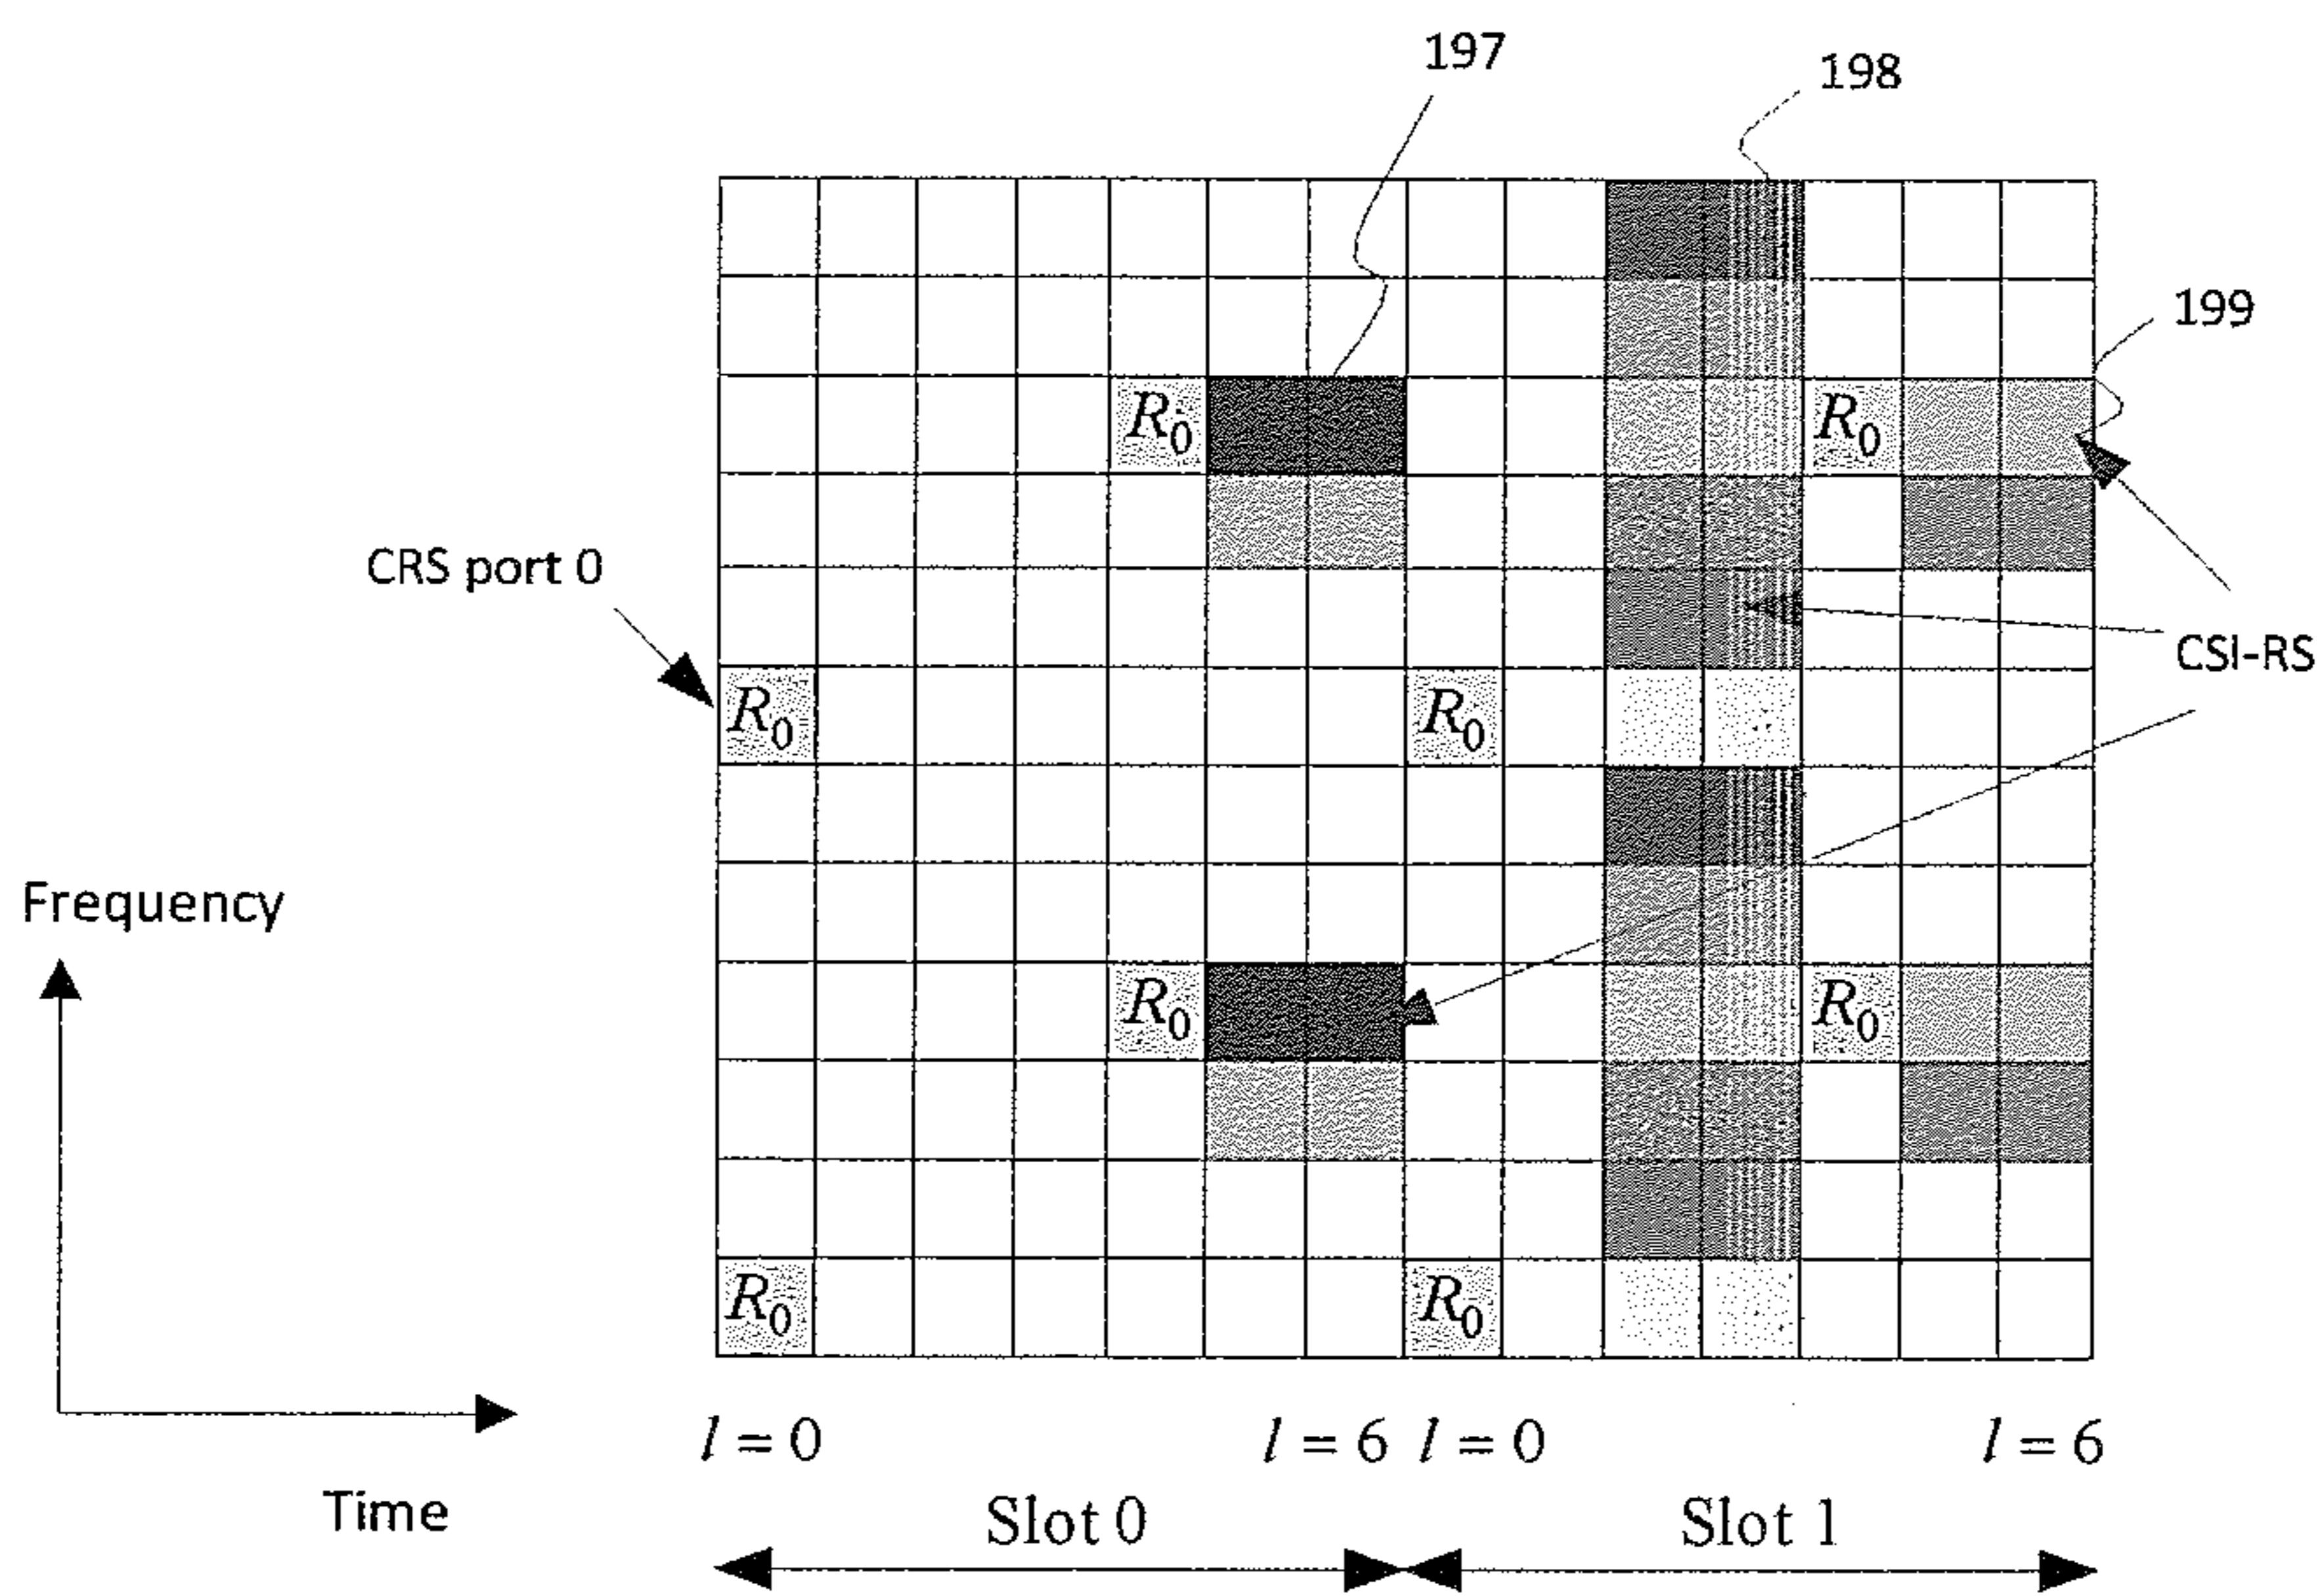 197
198
199
R₀ R₀
CRS port 0
CSI-RS
R₀ R₀
Frequency
R₀ R₀
R₀ R₀
l = 0 l = 6 l = 0 l = 6
Time
Slot 0 Slot 1